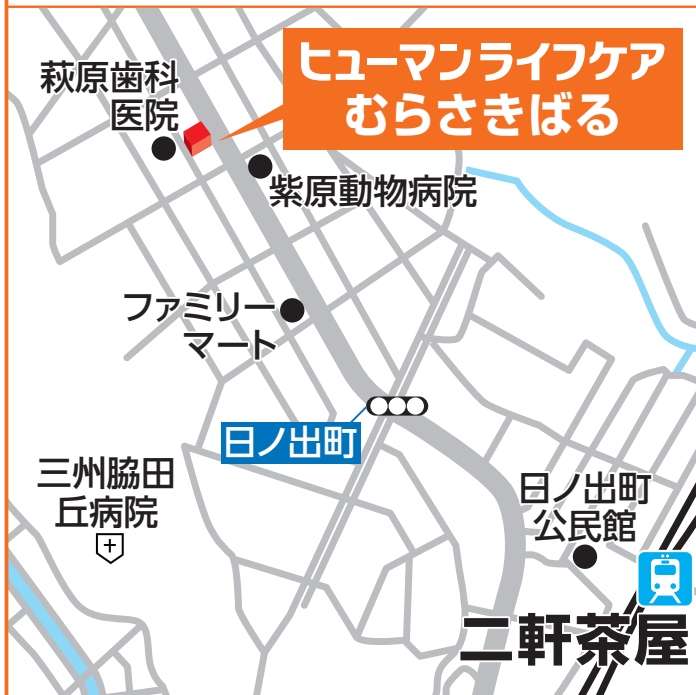 ヒューマンライフケア
むらさきばる
萩原歯科
医院
紫原動物病院
ファミリー
マート
日ノ出町
三州脇田
丘病院
日ノ出町
公民館
二軒茶屋